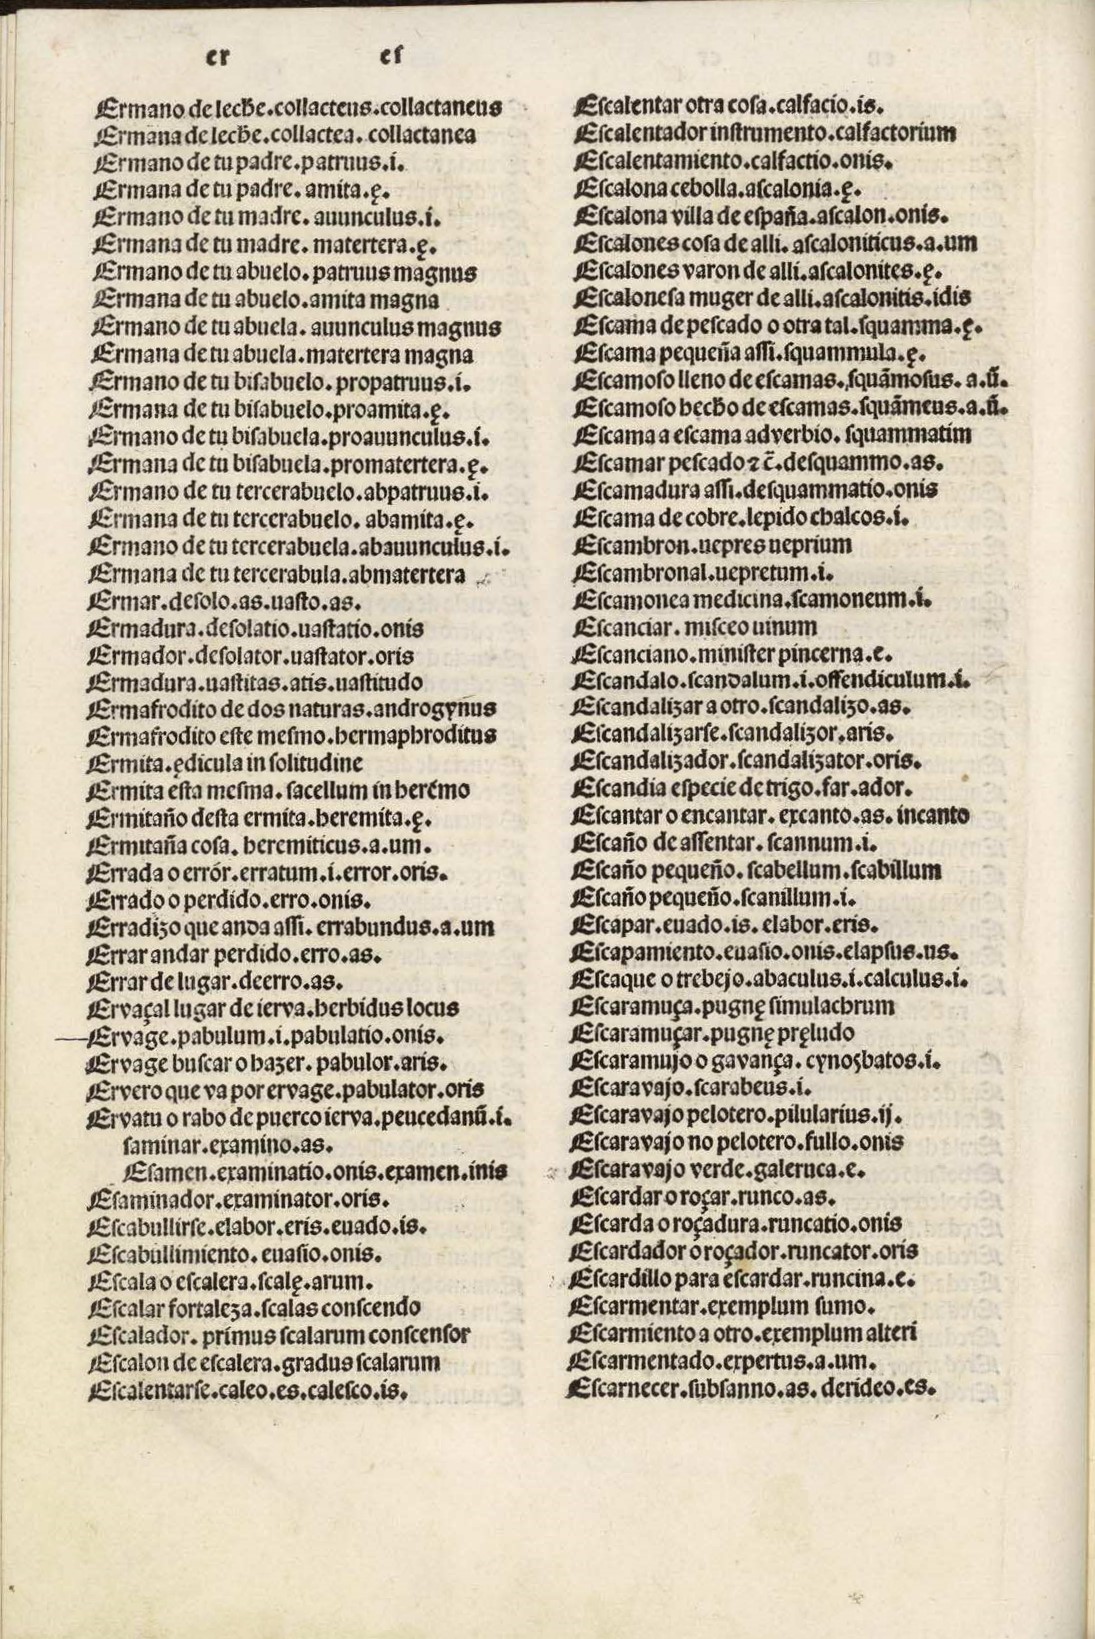 er es
Ermano de leche.collacteus.collactaneus
Ermana de leche.collactea.collactanea
Ermano de tu padre.patruus.i.
Ermana de tu padre. amita.ę.
Ermano de tu madre. auunculus.i.
Ermana de tu madre. matertera.ę.
Ermano de tu abuelo. patruus magnus
Ermana de tu abuelo.amita magna
Ermano de tu abuela. auunculus magnus
Ermana de tu abuela.matertera magna
Ermano de tu bisabuelo. propatruus.i.
Ermana de tu bisabuelo.proamita.ę.
Ermano de tu bisabuela.proauunculus.i.
Ermana de tu bisabuela.promatertera.ę.
Ermano de tu tercerabuelo.abpatruus.i.
Ermana de tu tercerabuelo. abamita.ę.
Ermano de tu tercerabuela.abauunculus.i.
Ermana de tu tercerabula.abmatertera
Ermar.desolo.as.uasto.as.
Ermadura.desolatio.uastatio.onis
Ermador.desolator.uastator.oris
Ermadura.uastitas.atis.uastitudo
Ermafrodito de dos naturas.androgynus
Ermafrodito este mesmo.hermaphroditus
Ermita.ędicula in solitudine
Ermita esta mesma. sacellum in herēmo
Ermitaño desta ermita.heremita.ę.
Ermitaña cosa. heremiticus.a.um.
Errada o errór.erratum.i.error.oris.
Errado o perdido.erro.onis.
Erradizo que anda assi. errabundus.a.um
Errar andar perdido.erro.as.
Errar de lugar.deerro.as.
Ervaçal lugar de ierva.herbidus locus
Ervage.pabulum.i.pabulatio.onis.
Ervage buscar o hazer. pabulor.aris.
Ervero que va por ervage.pabulator.oris
Ervatu o rabo de puerco ierva.peucedanū.i.
saminar.examino.as.
Esamen.examinatio.onis.examen.inis
Esaminador.examinator.oris.
Escabullirse.elabor.eris.euado.is.
Escabullimiento. euasio.onis.
Escala o escalera.scalę.arum.
Escalar fortaleza.scalas conscendo
Escalador. primus scalarum conscensor
Escalon de escalera.gradus scalarum
Escalentarse.caleo.es.calesco.is.
Escalentar otra cosa.calfacio.is.
Escalentador instrumento.calfactorium
Escalentamiento.calfactio.onis.
Escalona cebolla.ascalonia.ę.
Escalona villa de españa.ascalon.onis.
Escalones cosa de alli. ascaloniticus.a.um
Escalones varon de alli.ascalonites.ę.
Escalonesa muger de alli.ascalonitis.idis
Escama de pescado o otra tal.squamma.ę.
Escama pequeña assi.squammula.ę.
Escamoso lleno de escamas.squāmosus. a.ū.
Escamoso hecho de escamas.squāmeus.a.ū.
Escama a escama adverbio. squammatim
Escamar pescado ⁊ c̄.desquammo.as.
Escamadura assi.desquammatio.onis
Escama de cobre.lepido chalcos.i.
Escambron.uepres ueprium
Escambronal.uepretum.i.
Escamonea medicina.scamoneum.i.
Escanciar. misceo uinum
Escanciano.minister pincerna.e.
Escandalo.scandalum.i.offendiculum.i.
Escandalizar a otro.scandalizo.as.
Escandalizarse.scandalizor.aris.
Escandalizador.scandalizator.oris.
Escandia especie de trigo.far.ador.
Escantar o encantar. excanto.as. incanto
Escaño de assentar. scannum.i.
Escaño pequeño. scabellum.scabillum
Escaño pequeño.scanillum.i.
Escapar.euado.is. elabor.eris.
Escapamiento.euasio.onis.elapsus.us.
Escaque o trebejo.abaculus.i.calculus.i.
Escaramuça.pugnę simulachrum
Escaramuçar.pugnę pręludo
Escaramujo o gavança. cynosbatos.i.
Escaravajo.scarabeus.i.
Escaravajo pelotero.pilularius.ij.
Escaravajo no pelotero.fullo.onis
Escaravajo verde.galeruca.e.
Escardar o roçar.runco.as.
Escarda o roçadura.runcatio.onis
Escardador o roçador.runcator.oris
Escardillo para escardar.runcina.e.
Escarmentar.exemplum sumo.
Escarmiento a otro.exemplum alteri
Escarmentado.expertus.a.um.
Escarnecer.subsanno.as. derideo.es.